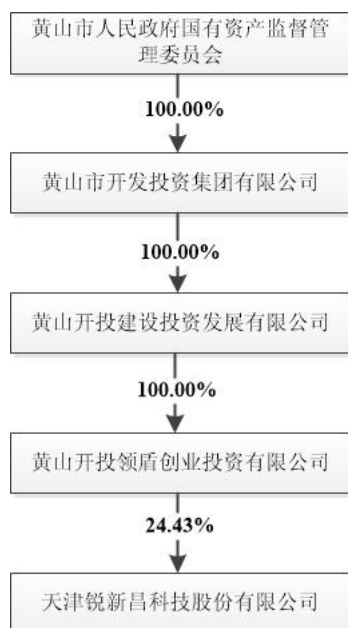 黄山市人民政府国有资产监督管
理委员会
100.00%
黄山市开发投资集团有限公司
100.00%
黄山开投建设投资发展有限公司
100.00%
黄山开投领盾创业投资有限公司
24.43%
天津锐新昌科技股份有限公司